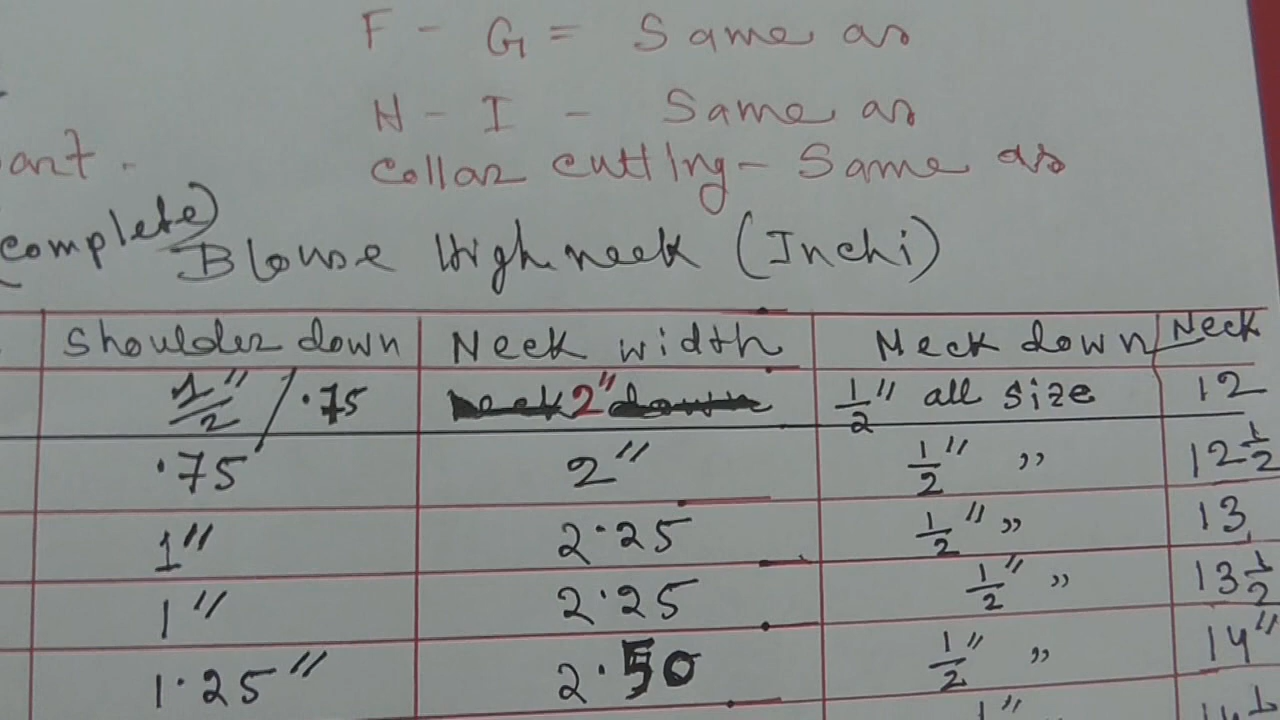 F - G = Same as
H - I - Same as
ant.
Collar cutting - Same as
complete)
Blouse High neck (Inchi)
Shoulder down Neck width Neck down Neck
1/2" / .75 2" 1/2" all size 12
.75 2" 1/2" " 12 1/2
1" 2.25 1/2" " 13
1" 2.25 1/2" " 13 1/2
1.25" 2.50 1/2" " 14"